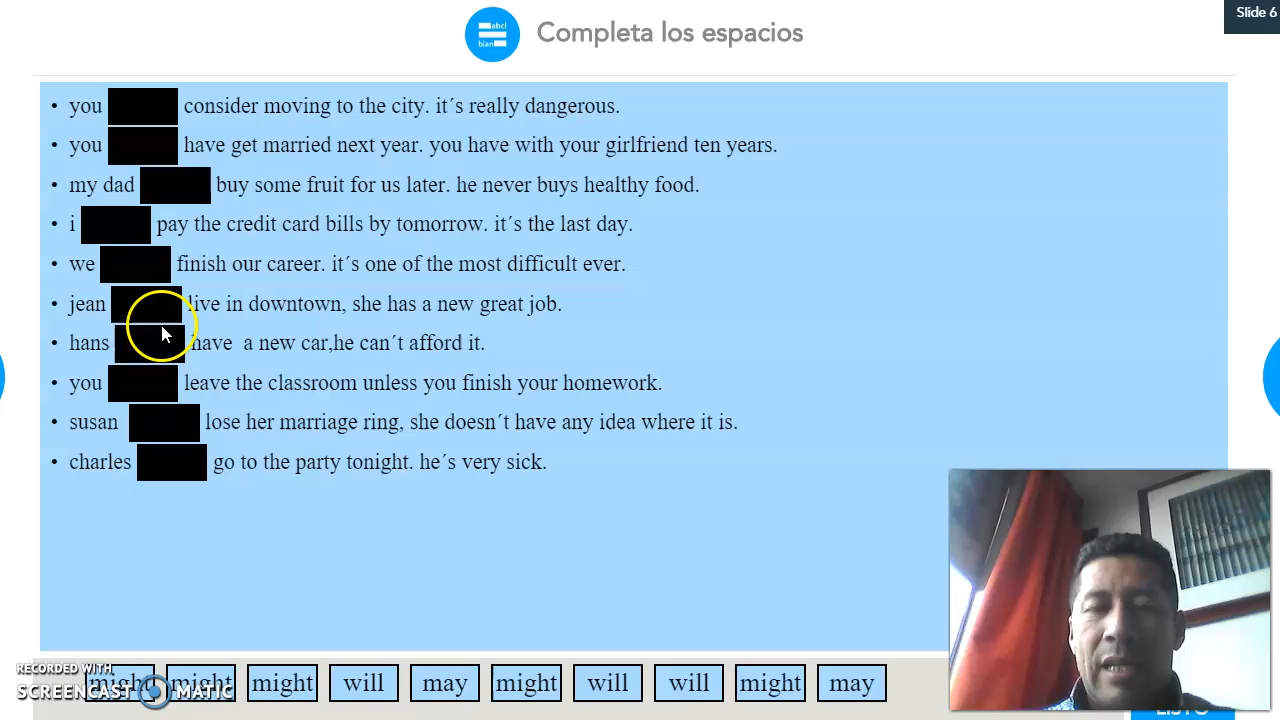 Slide 6
abcl
blan
Completa los espacios
• you consider moving to the city. it´s really dangerous.
• you have get married next year. you have with your girlfriend ten years.
• my dad buy some fruit for us later. he never buys healthy food.
• i pay the credit card bills by tomorrow. it´s the last day.
• we finish our career. it´s one of the most difficult ever.
• jean live in downtown, she has a new great job.
• hans have a new car,he can´t afford it.
• you leave the classroom unless you finish your homework.
• susan lose her marriage ring, she doesn´t have any idea where it is.
• charles go to the party tonight. he´s very sick.
might might might will may might will will might may
RECORDED WITH
SCREENCAST MATIC
LISTO